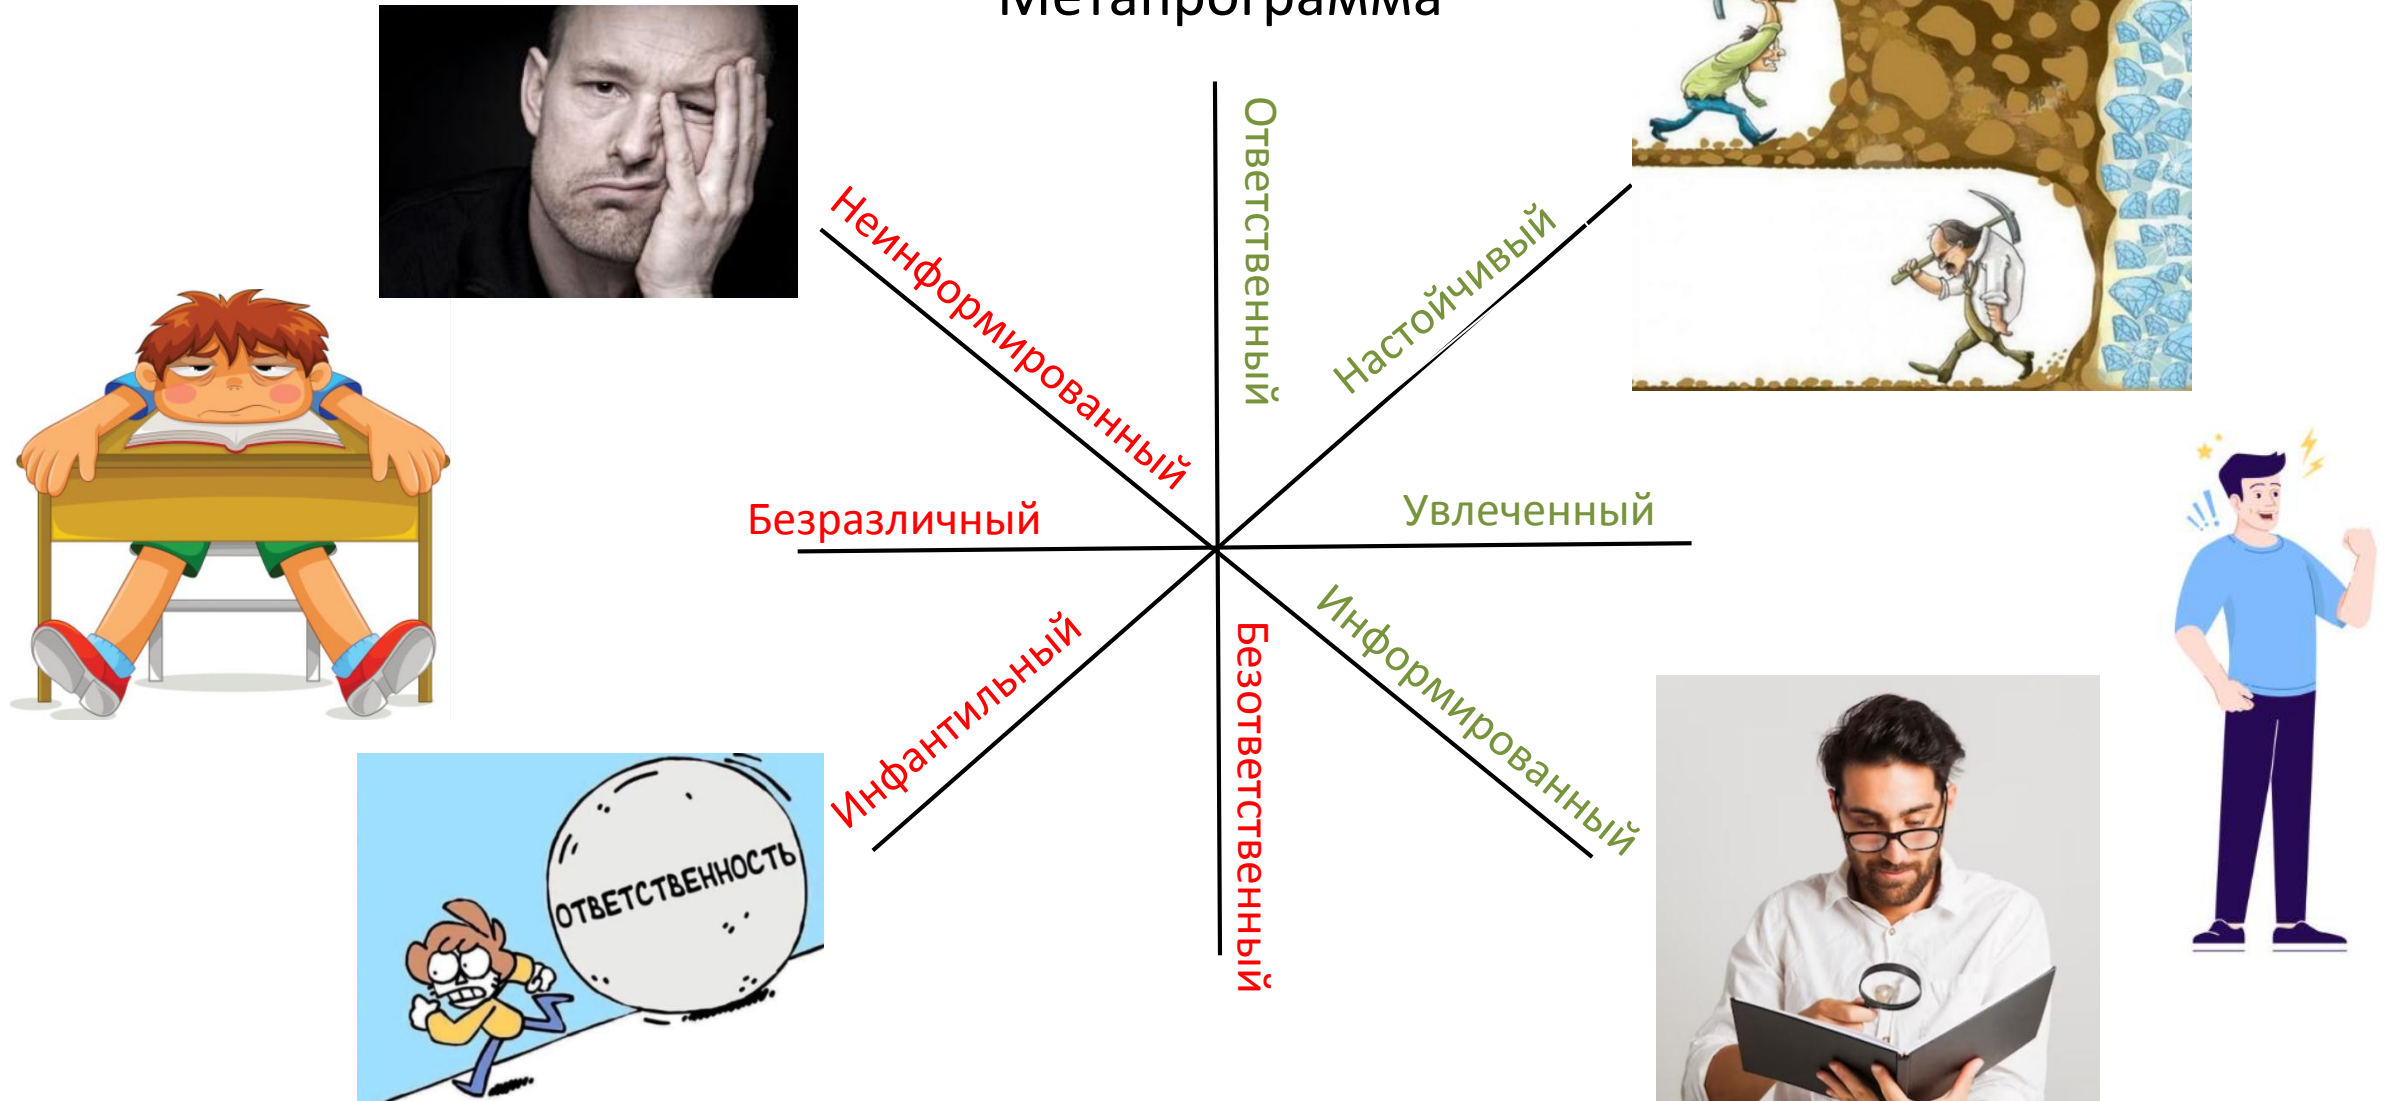 Метапрограмма
Ответственный
Неинформированный
Настойчивый
Безразличный
Увлеченный
Инфантильный
Безответственный
Информированный
ОТВЕТСТВЕННОСТЬ